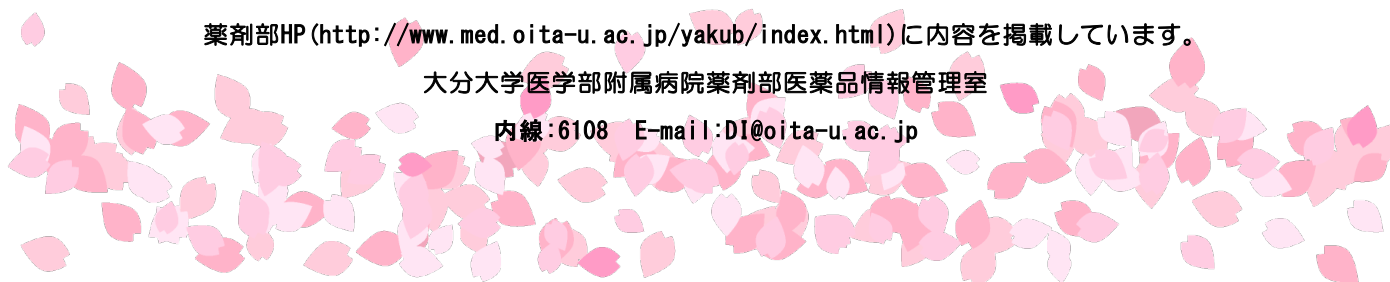 薬剤部HP(http://www.med.oita-u.ac.jp/yakub/index.html)に内容を掲載しています。
大分大学医学部附属病院薬剤部医薬品情報管理室
内線:6108　E-mail:DI@oita-u.ac.jp